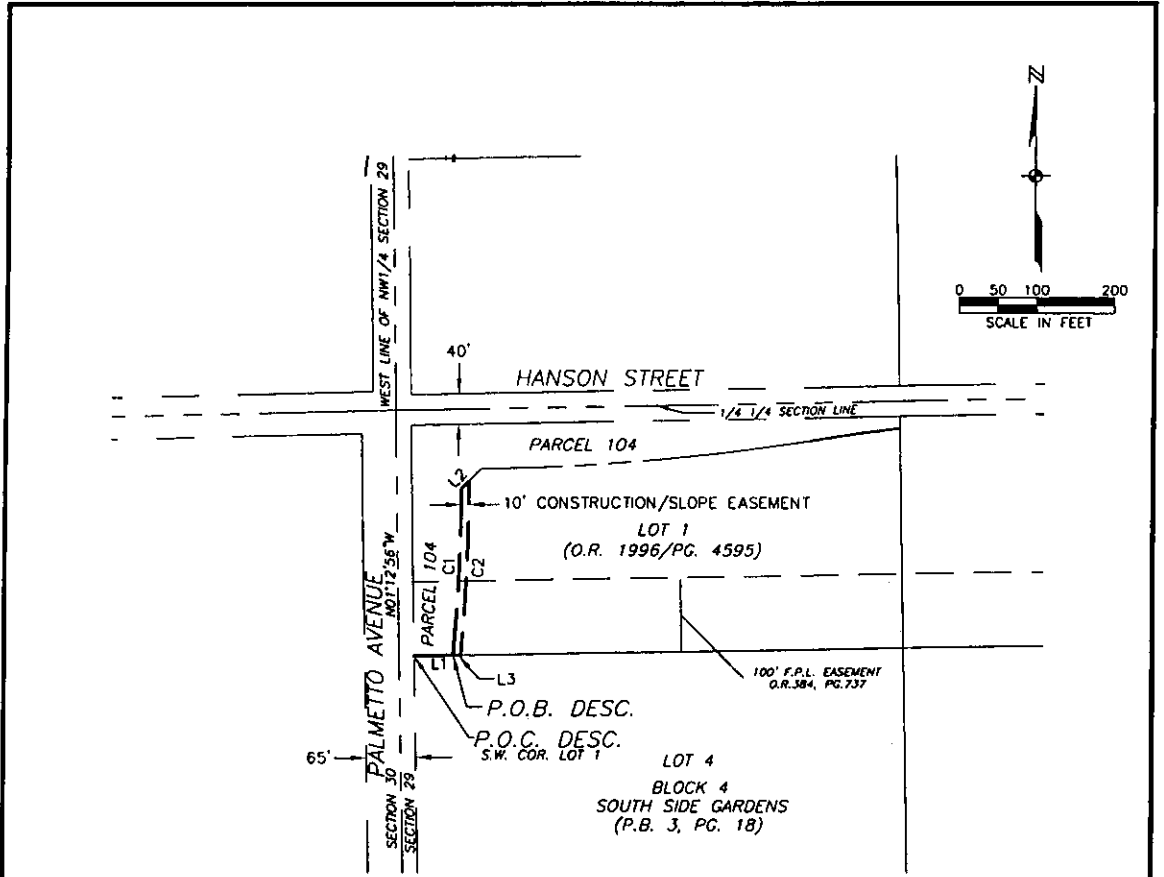 N
0 50 100 200
SCALE IN FEET
WEST LINE OF NW1/4 SECTION 29
40'
HANSON STREET
1/4 1/4 SECTION LINE
PARCEL 104
L2
10' CONSTRUCTION/SLOPE EASEMENT
LOT 1
(O.R. 1996/PG. 4595)
PALMETTO AVENUE
N01°12'56"W
PARCEL 104
C1
C2
L1
L3
100' F.P.L. EASEMENT
O.R.384, PG.737
P.O.B. DESC.
P.O.C. DESC.
S.W. COR. LOT 1
65'
SECTION 30
SECTION 29
LOT 4
BLOCK 4
SOUTH SIDE GARDENS
(P.B. 3, PG. 18)